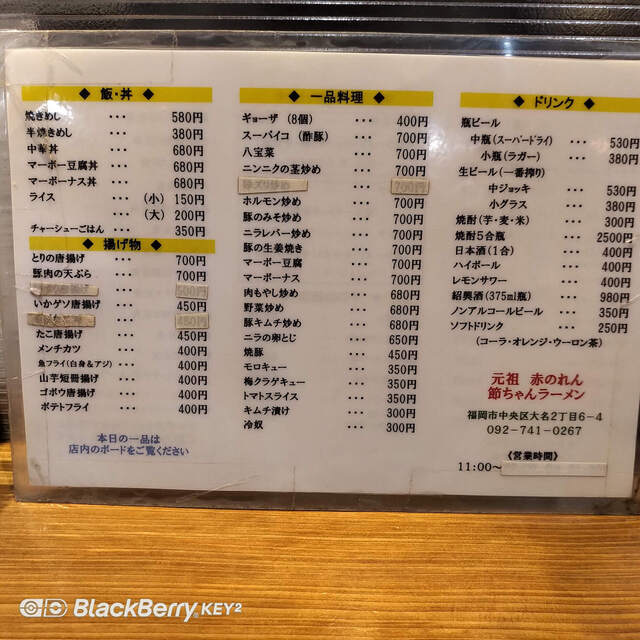 ◆ 飯・丼 ◆
焼きめし ・・・ 580円
半焼きめし ・・・ 380円
中華丼 ・・・ 680円
マーボー豆腐丼 ・・・ 680円
マーボーナス丼 ・・・ 680円
ライス ・・・ (小) 150円
(大) 200円
チャーシューごはん ・・・ 350円
◆ 揚げ物 ◆
とりの唐揚げ ・・・ 700円
豚肉の天ぷら ・・・ 700円
いかゲソ唐揚げ ・・・ 450円
450円
たこ唐揚げ ・・・ 450円
メンチカツ ・・・ 400円
魚フライ(白身&アジ) ・・・ 400円
山芋短冊揚げ ・・・ 400円
ゴボウ唐揚げ ・・・ 400円
ポテトフライ ・・・ 400円
本日の一品は
店内のボードをご覧ください
◆ 一品料理 ◆
ギョーザ (8個) ・・・ 400円
スーパイコ (酢豚) ・・・ 700円
八宝菜 ・・・ 700円
ニンニクの茎炒め ・・・ 700円
700円
ホルモン炒め ・・・ 700円
豚のみそ炒め ・・・ 700円
ニラレバー炒め ・・・ 700円
豚の生姜焼き ・・・ 700円
マーボー豆腐 ・・・ 700円
マーボーナス ・・・ 700円
肉もやし炒め ・・・ 680円
野菜炒め ・・・ 680円
豚キムチ炒め ・・・ 680円
ニラの卵とじ ・・・ 650円
焼豚 ・・・ 450円
モロキュー ・・・ 350円
梅クラゲキュー ・・・ 350円
トマトスライス ・・・ 350円
キムチ漬け ・・・ 300円
冷奴 ・・・ 300円
◆ ドリンク ◆
瓶ビール
中瓶(スーパードライ) ・・・ 530円
小瓶(ラガー) ・・・ 380円
生ビール(一番搾り)
中ジョッキ ・・・ 530円
小グラス ・・・ 380円
焼酎(芋・麦・米) ・・・ 300円
焼酎5合瓶 ・・・ 2500円
日本酒(1合) ・・・ 400円
ハイボール ・・・ 400円
レモンサワー ・・・ 400円
紹興酒(375ml瓶) ・・・ 980円
ノンアルコールビール ・・・ 350円
ソフトドリンク ・・・ 250円
(コーラ・オレンジ・ウーロン茶)
元祖 赤のれん
節ちゃんラーメン
福岡市中央区大名2丁目6-4
092-741-0267
《営業時間》
11:00~
BlackBerry KEY²